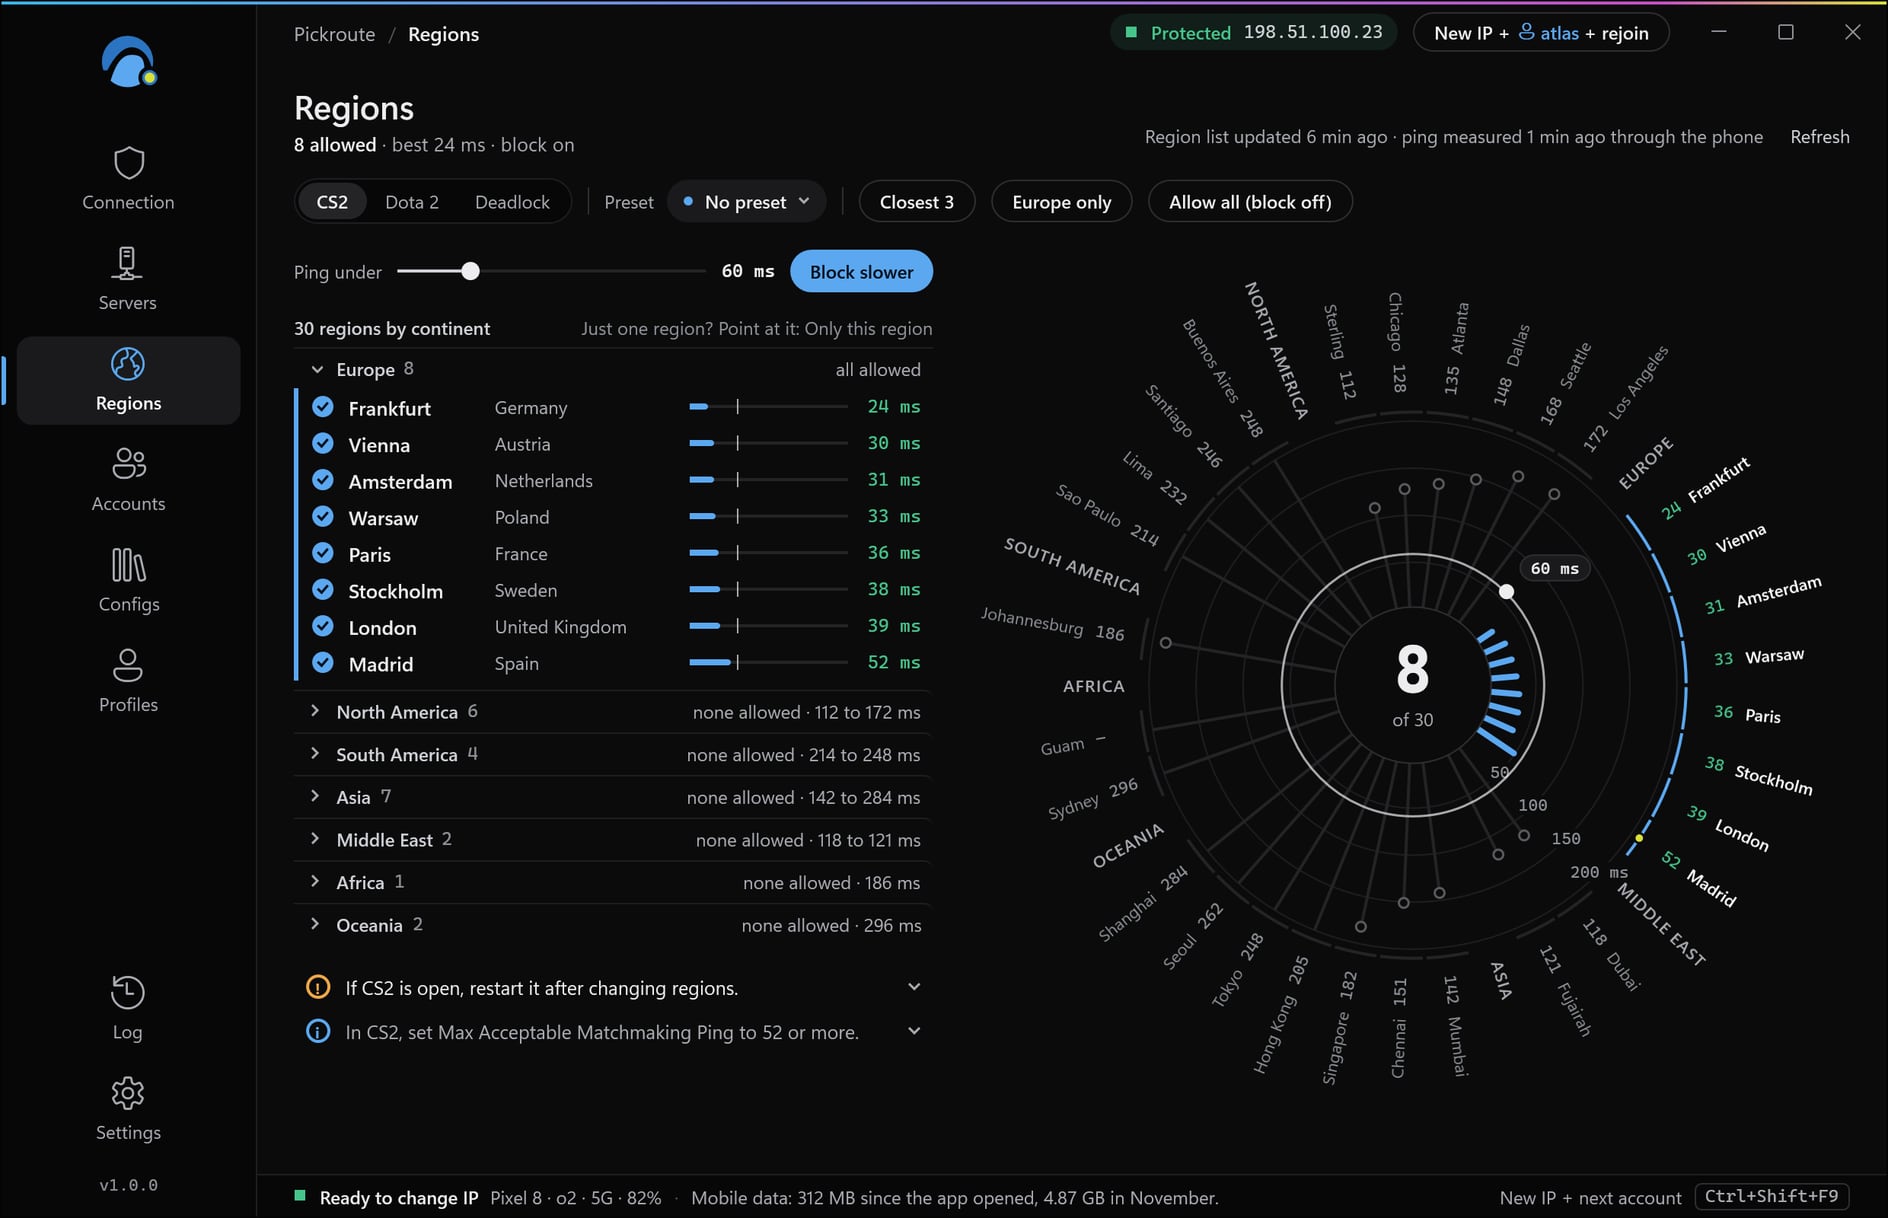 Pickroute / Regions
Protected 198.51.100.23
New IP + atlas + rejoin
Connection
Servers
Regions
Accounts
Configs
Profiles
Log
Settings
v1.0.0
Regions
8 allowed · best 24 ms · block on
Region list updated 6 min ago · ping measured 1 min ago through the phone
Refresh
CS2 Dota 2 Deadlock
Preset No preset
Closest 3
Europe only
Allow all (block off)
Ping under 60 ms Block slower
30 regions by continent
Just one region? Point at it: Only this region
Europe 8 all allowed
Frankfurt Germany 24 ms
Vienna Austria 30 ms
Amsterdam Netherlands 31 ms
Warsaw Poland 33 ms
Paris France 36 ms
Stockholm Sweden 38 ms
London United Kingdom 39 ms
Madrid Spain 52 ms
North America 6 none allowed · 112 to 172 ms
South America 4 none allowed · 214 to 248 ms
Asia 7 none allowed · 142 to 284 ms
Middle East 2 none allowed · 118 to 121 ms
Africa 1 none allowed · 186 ms
Oceania 2 none allowed · 296 ms
If CS2 is open, restart it after changing regions.
In CS2, set Max Acceptable Matchmaking Ping to 52 or more.
NORTH AMERICA
Sterling 112
Chicago 128
135 Atlanta
148 Dallas
168 Seattle
172 Los Angeles
EUROPE
24 Frankfurt
30 Vienna
31 Amsterdam
33 Warsaw
36 Paris
38 Stockholm
39 London
52 Madrid
MIDDLE EAST
118 Dubai
121 Fujairah
ASIA
142 Mumbai
Chennai 151
Singapore 182
Hong Kong 205
Tokyo 248
Seoul 262
Shanghai 284
OCEANIA
Sydney 296
Guam –
AFRICA
Johannesburg 186
SOUTH AMERICA
Sao Paulo 214
Lima 232
Santiago 246
Buenos Aires 248
60 ms
8
of 30
50
100
150
200 ms
Ready to change IP Pixel 8 · o2 · 5G · 82% · Mobile data: 312 MB since the app opened, 4.87 GB in November.
New IP + next account Ctrl+Shift+F9